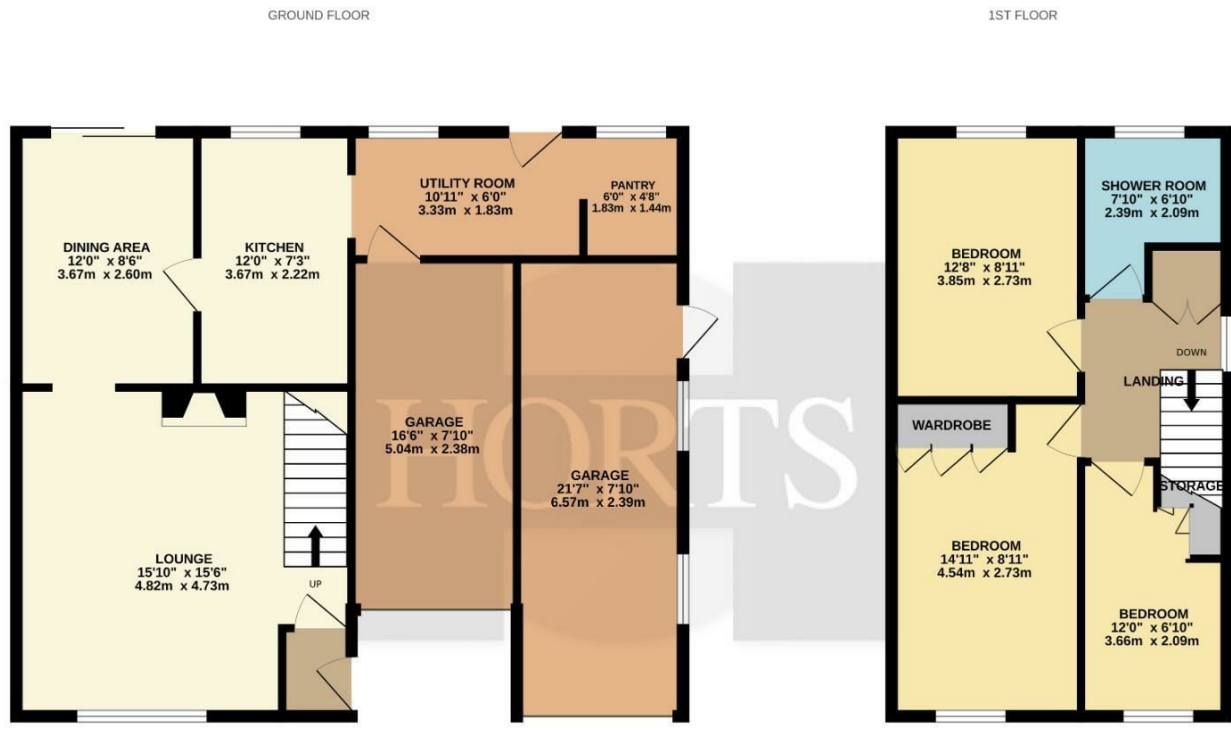 GROUND FLOOR
1ST FLOOR
UTILITY ROOM
10'11" x 6'0"
3.33m x 1.83m
PANTRY
6'0" x 4'8"
1.83m x 1.44m
DINING AREA
12'0" x 8'6"
3.67m x 2.60m
KITCHEN
12'0" x 7'3"
3.67m x 2.22m
GARAGE
16'6" x 7'10"
5.04m x 2.38m
GARAGE
21'7" x 7'10"
6.57m x 2.39m
LOUNGE
15'10" x 15'6"
4.82m x 4.73m
UP
HORTS
SHOWER ROOM
7'10" x 6'10"
2.39m x 2.09m
BEDROOM
12'8" x 8'11"
3.85m x 2.73m
DOWN
LANDING
WARDROBE
STORAGE
BEDROOM
14'11" x 8'11"
4.54m x 2.73m
BEDROOM
12'0" x 6'10"
3.66m x 2.09m